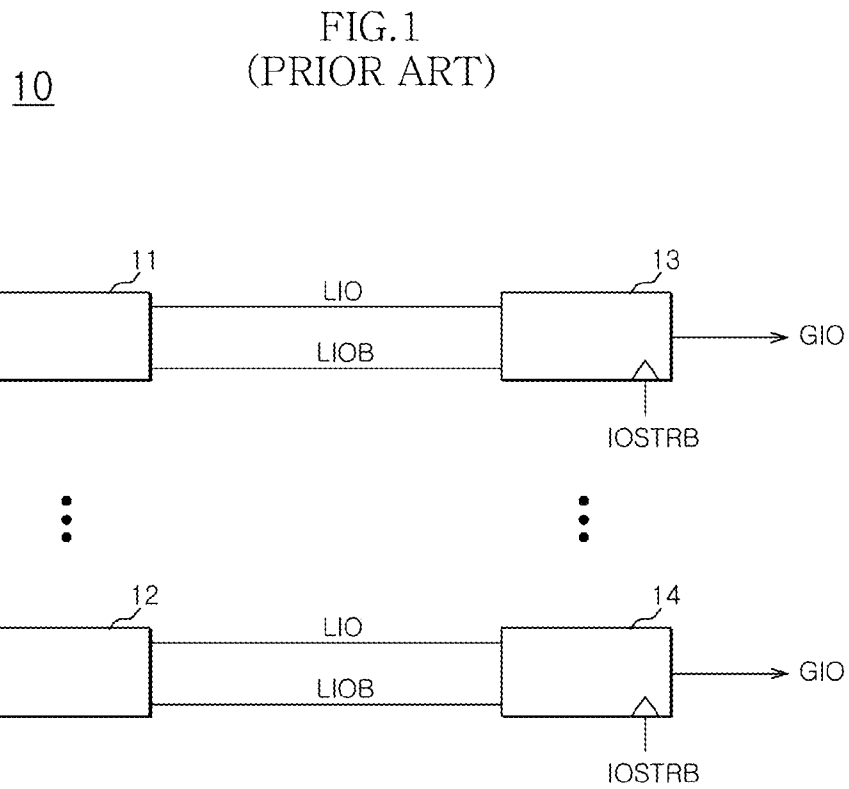 FIG.1
(PRIOR ART)
10
11
13
LIO
LIOB
GIO
IOSTRB
12
14
LIO
LIOB
GIO
IOSTRB